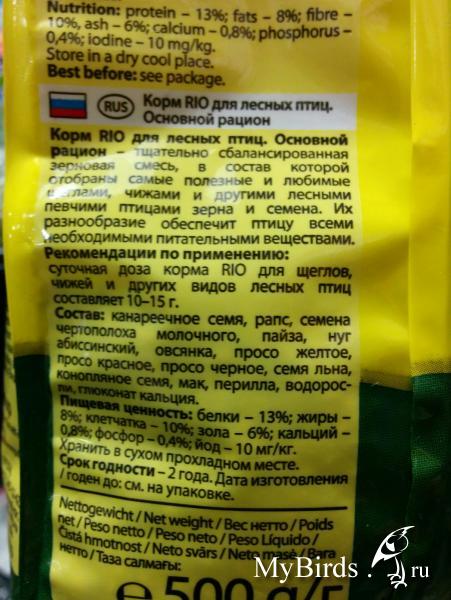 Nutrition: protein – 13%; fats – 8%; fibre –
10%, ash – 6%; calcium – 0,8%; phosphorus –
0,4%; iodine – 10 mg/kg.
Store in a dry cool place.
Best before: see package.
RUS Корм RIO для лесных птиц.
Основной рацион
Корм RIO для лесных птиц. Основной
рацион – тщательно сбалансированная
зерновая смесь, в состав которой
отобраны самые полезные и любимые
щеглами, чижами и другими лесными
певчими птицами зерна и семена. Их
разнообразие обеспечит птицу всеми
необходимыми питательными веществами.
Рекомендации по применению:
суточная доза корма RIO для щеглов,
чижей и других видов лесных птиц
составляет 10–15 г.
Состав: канареечное семя, рапс, семена
чертополоха молочного, пайза, нуг
абиссинский, овсянка, просо желтое,
просо красное, просо черное, семя льна,
конопляное семя, мак, перилла, водорос-
ли, глюконат кальция.
Пищевая ценность: белки – 13%; жиры –
8%; клетчатка – 10%; зола – 6%; кальций –
0,8%; фосфор – 0,4%; йод – 10 мг/кг.
Хранить в сухом прохладном месте.
Срок годности – 2 года. Дата изготовления
/ годен до: см. на упаковке.
Nettogewicht / Net weight / Вес нетто / Poids
net / Peso netto / Peso neto / Peso Líquido /
Čistá hmotnost / Neto svārs / Neto masė / Вага
нетто / Таза салмағы:
e 500 g/г
MyBirds.ru